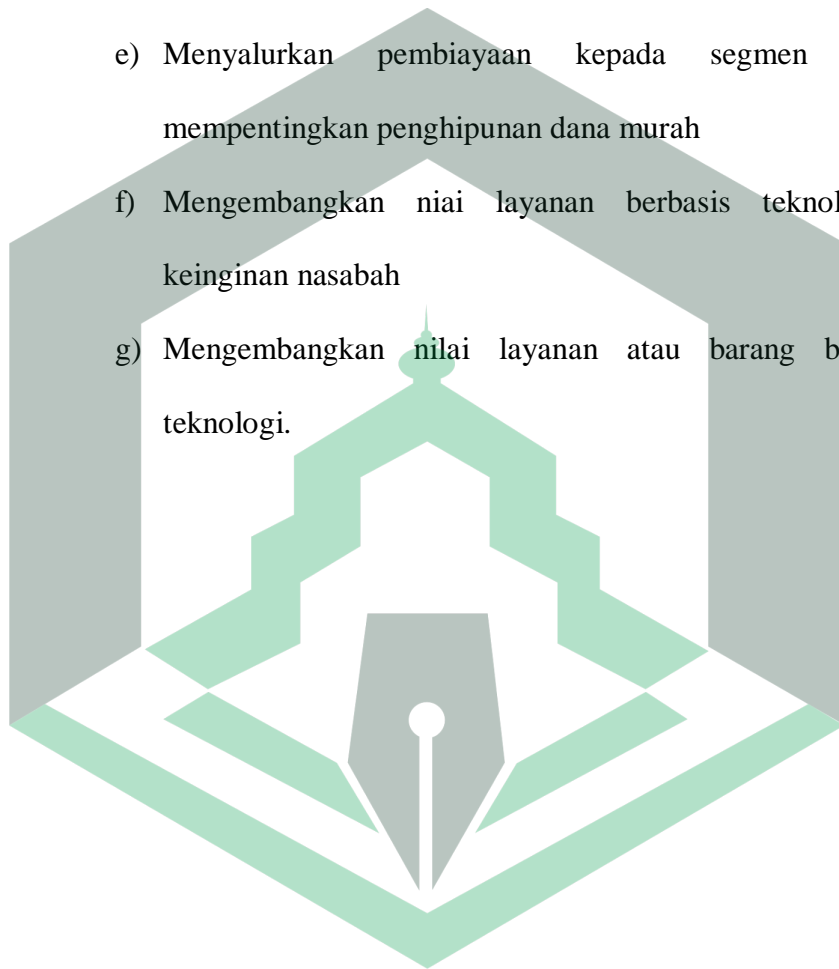 e) Menyalurkan pembiayaan kepada segmen
mempentingkan penghipunan dana murah
f) Mengembangkan niai layanan berbasis
keinginan nasabah
g) Mengembangkan nilai layanan atau barang
teknologi.